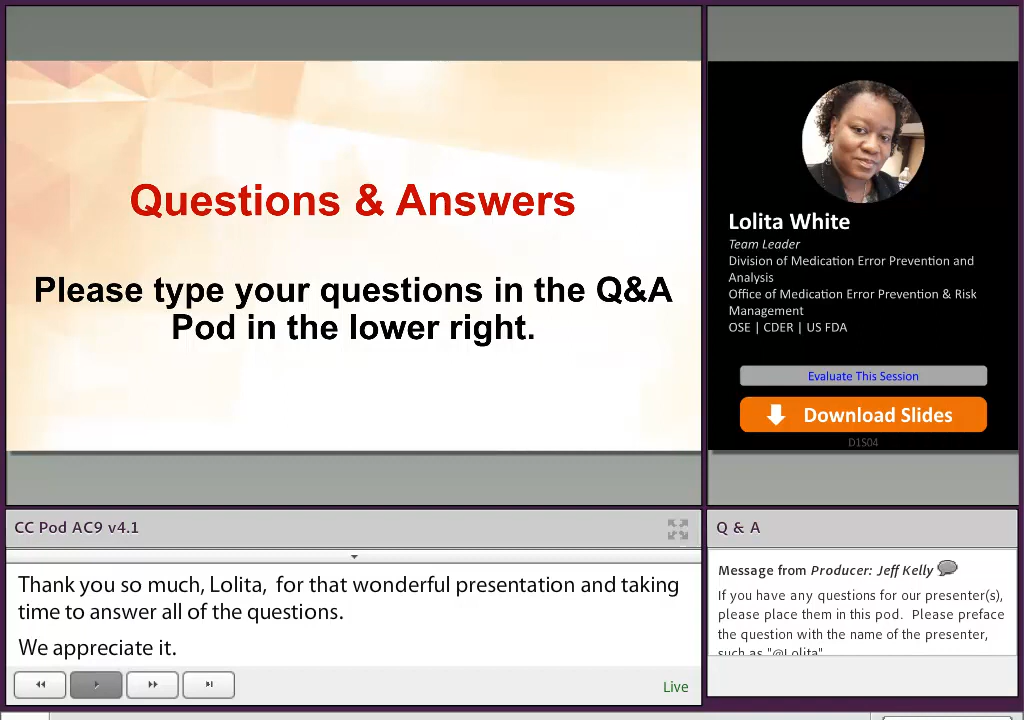 Questions & Answers
Please type your questions in the Q&A
Pod in the lower right.
Lolita White
Team Leader
Division of Medication Error Prevention and
Analysis
Office of Medication Error Prevention & Risk
Management
OSE | CDER | US FDA
Evaluate This Session
Download Slides
D1S04
CC Pod AC9 v4.1
Thank you so much, Lolita, for that wonderful presentation and taking
time to answer all of the questions.
We appreciate it.
Live
Q & A
Message from Producer: Jeff Kelly
If you have any questions for our presenter(s),
please place them in this pod. Please preface
the question with the name of the presenter,
such as "@Lolita"